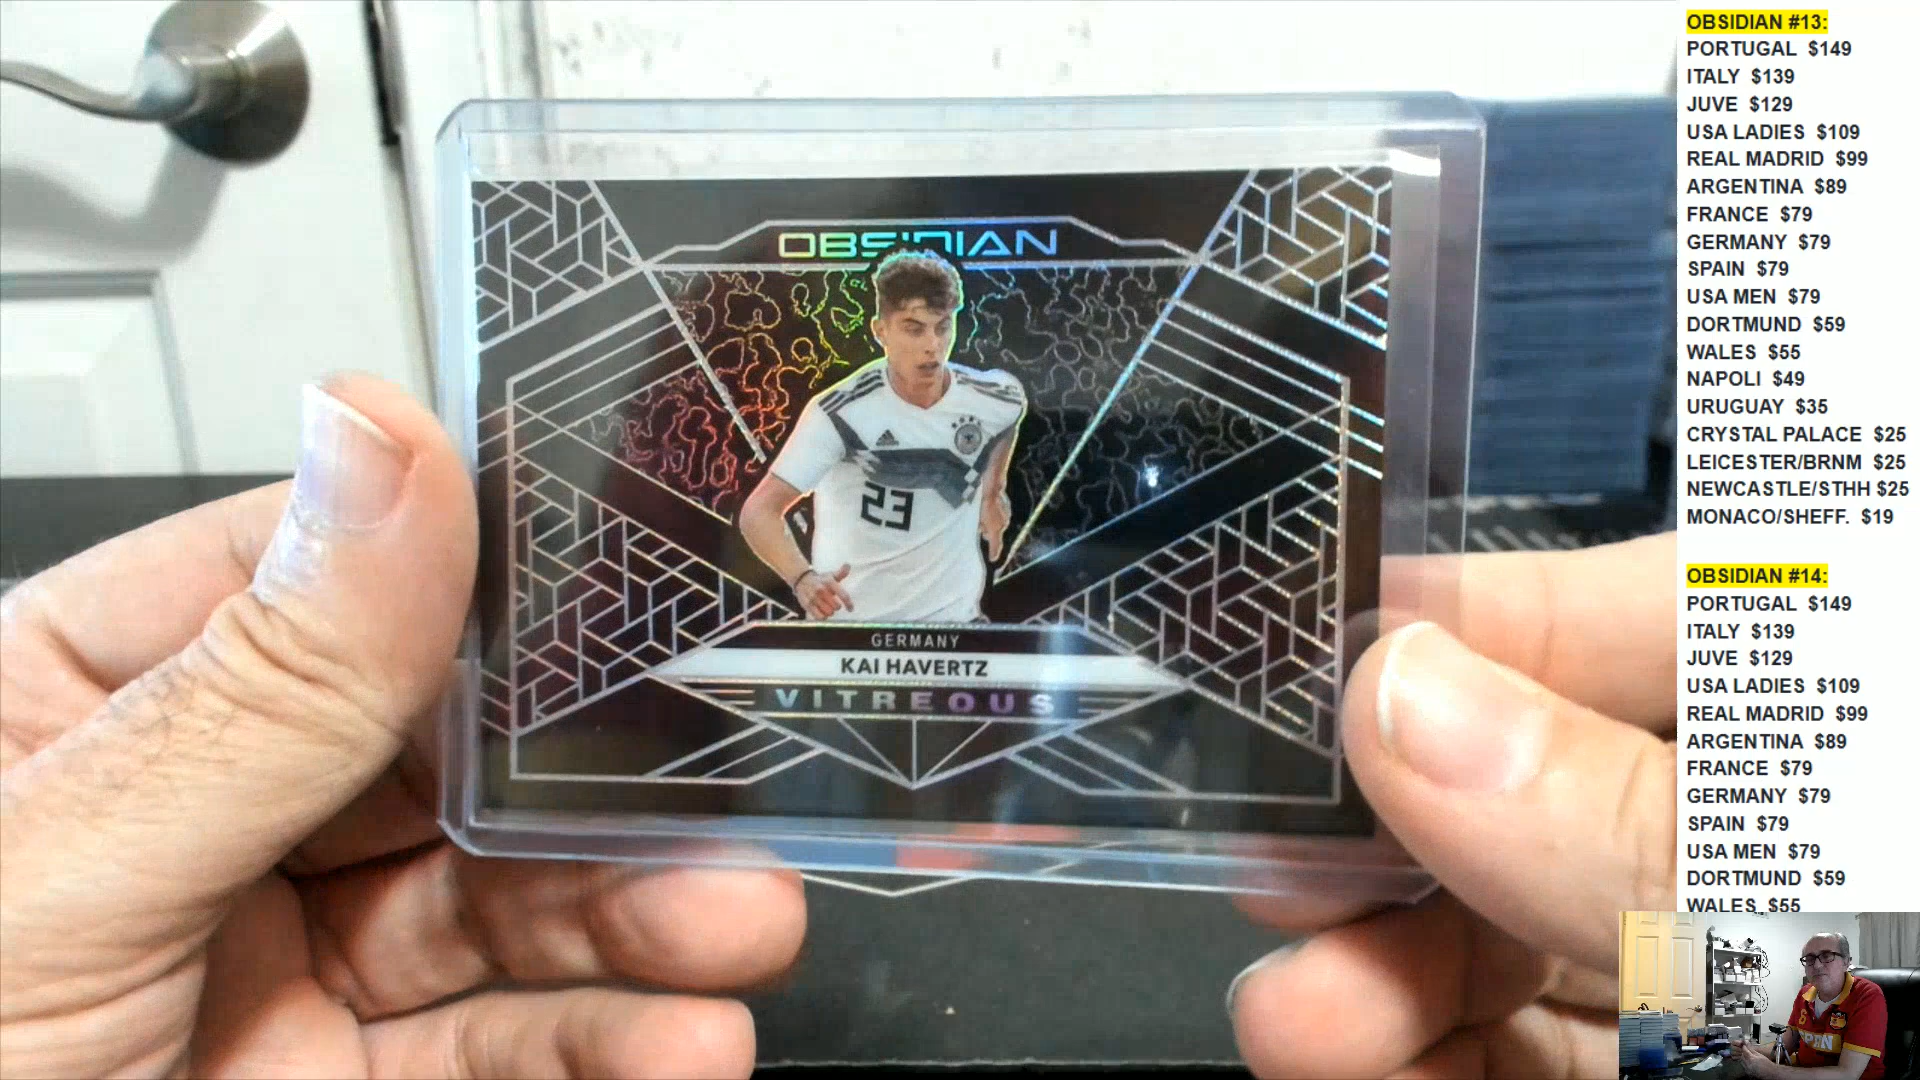 OBSIDIAN
23
GERMANY
KAI HAVERTZ
VITREOUS
OBSIDIAN #13:
PORTUGAL $149
ITALY $139
JUVE $129
USA LADIES $109
REAL MADRID $99
ARGENTINA $89
FRANCE $79
GERMANY $79
SPAIN $79
USA MEN $79
DORTMUND $59
WALES $55
NAPOLI $49
URUGUAY $35
CRYSTAL PALACE $25
LEICESTER/BRNM $25
NEWCASTLE/STHH $25
MONACO/SHEFF. $19
OBSIDIAN #14:
PORTUGAL $149
ITALY $139
JUVE $129
USA LADIES $109
REAL MADRID $99
ARGENTINA $89
FRANCE $79
GERMANY $79
SPAIN $79
USA MEN $79
DORTMUND $59
WALES $55